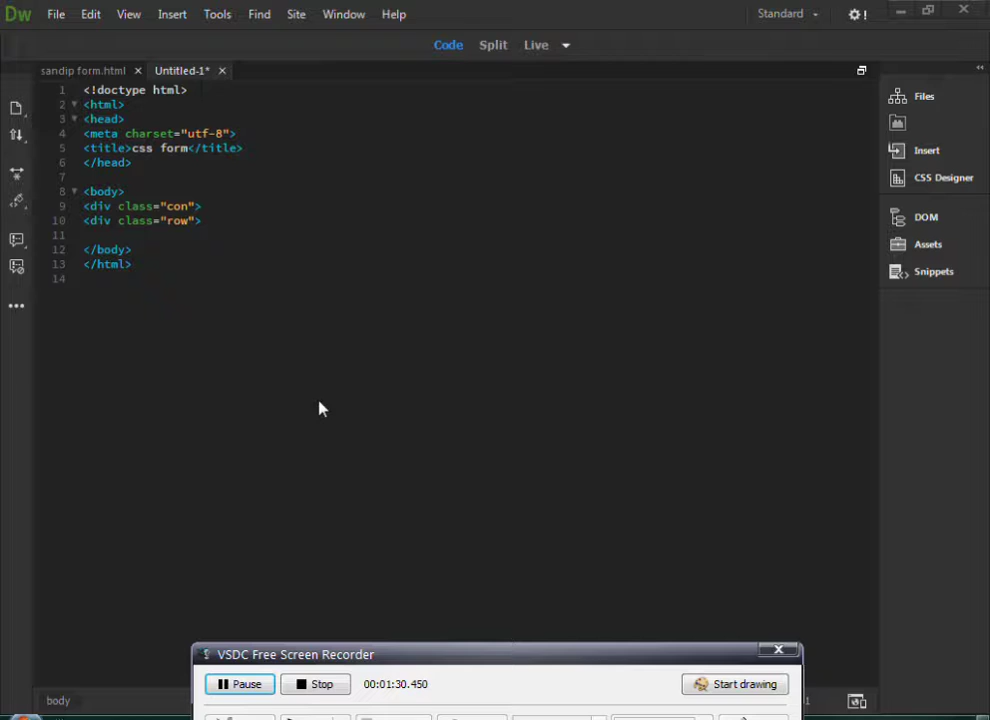 Dw File Edit View Insert Tools Find Site Window Help Standard !
Code Split Live
sandip form.html Untitled-1*
1 <!doctype html>
2 <html>
3 <head>
4 <meta charset="utf-8">
5 <title>css form</title>
6 </head>
7
8 <body>
9 <div class="con">
10 <div class="row">
11
12 </body>
13 </html>
14
Files
Insert
CSS Designer
DOM
Assets
Snippets
VSDC Free Screen Recorder
Pause Stop 00:01:30.450 Start drawing
body